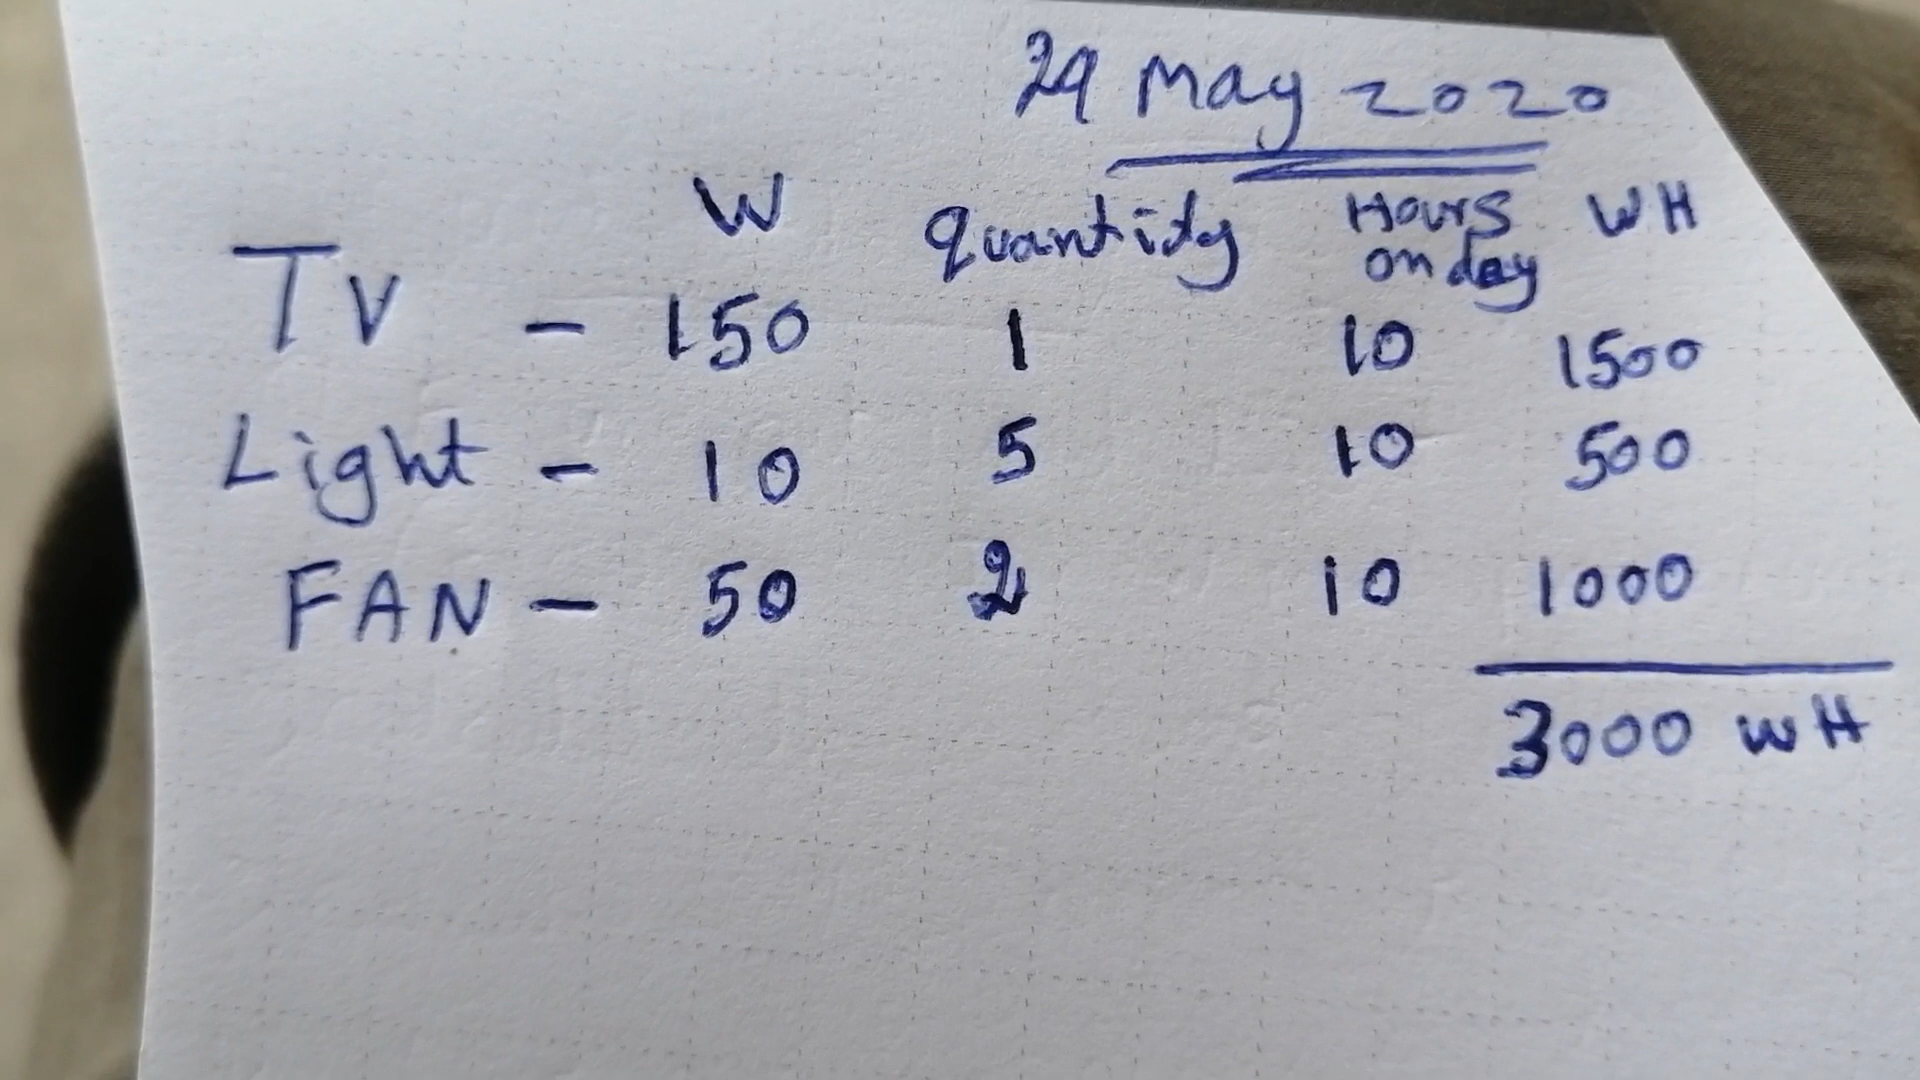 29 May 2020
W quantity Hours on day WH
TV - 150 1 10 1500
Light - 10 5 10 500
FAN - 50 2 10 1000
3000 WH